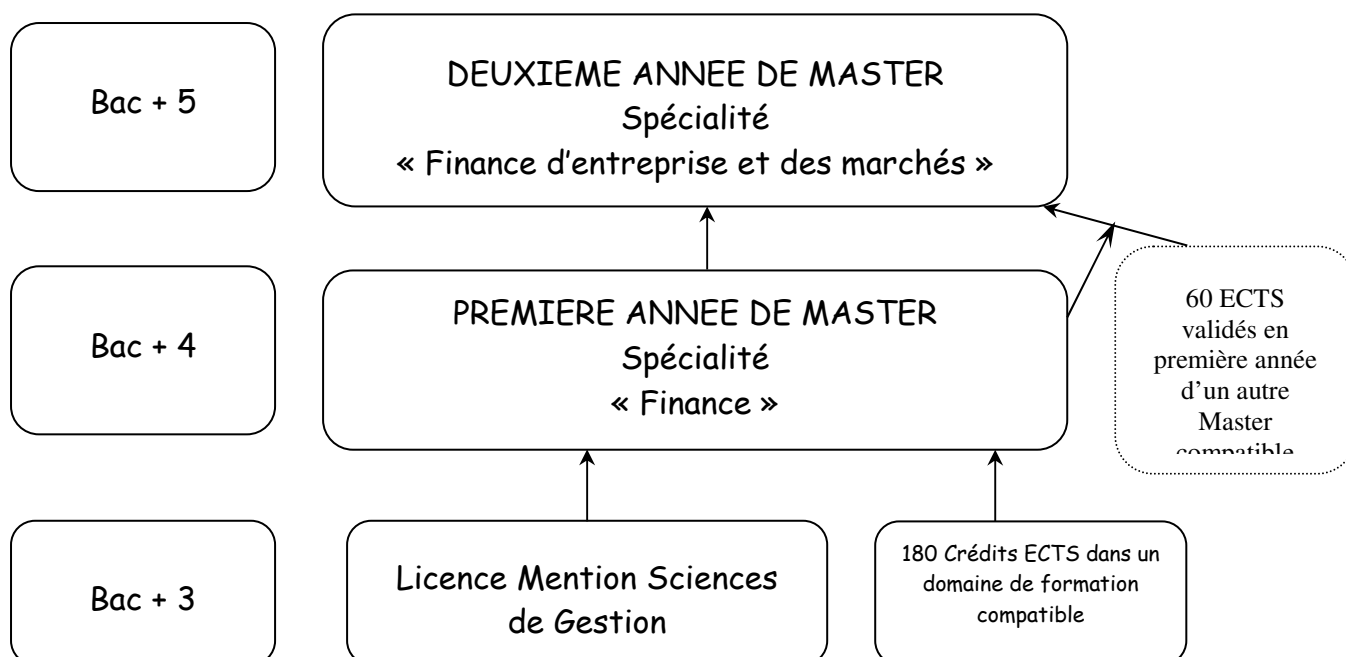 Bac + 5
DEUXIEME ANNEE DE MASTER
Spécialité
« Finance d'entreprise et des marchés »
Bac + 4
PREMIERE ANNEE DE MASTER
Spécialité
« Finance »
60 ECTS
validés en
première année
d'un autre
Master
compatible
Bac + 3
Licence Mention Sciences
de Gestion
180 Crédits ECTS dans un
domaine de formation
compatible